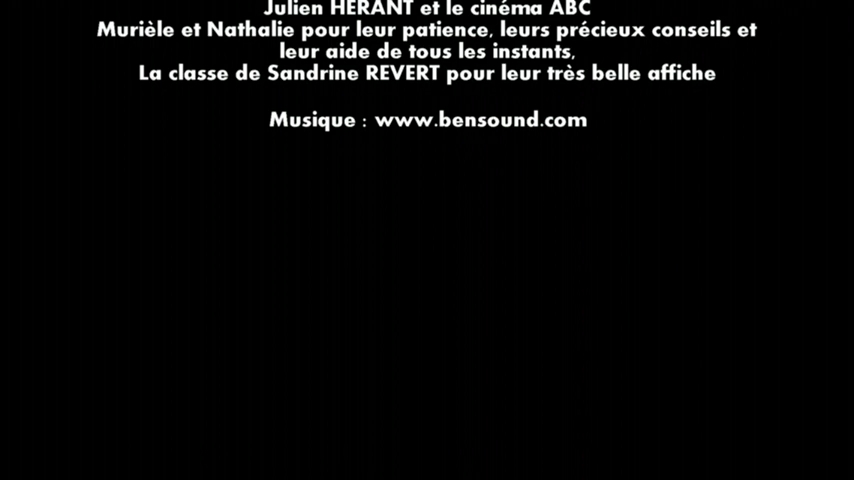 Julien HERANT et le cinéma ABC
Murièle et Nathalie pour leur patience, leurs précieux conseils et
leur aide de tous les instants,
La classe de Sandrine REVERT pour leur très belle affiche
Musique : www.bensound.com